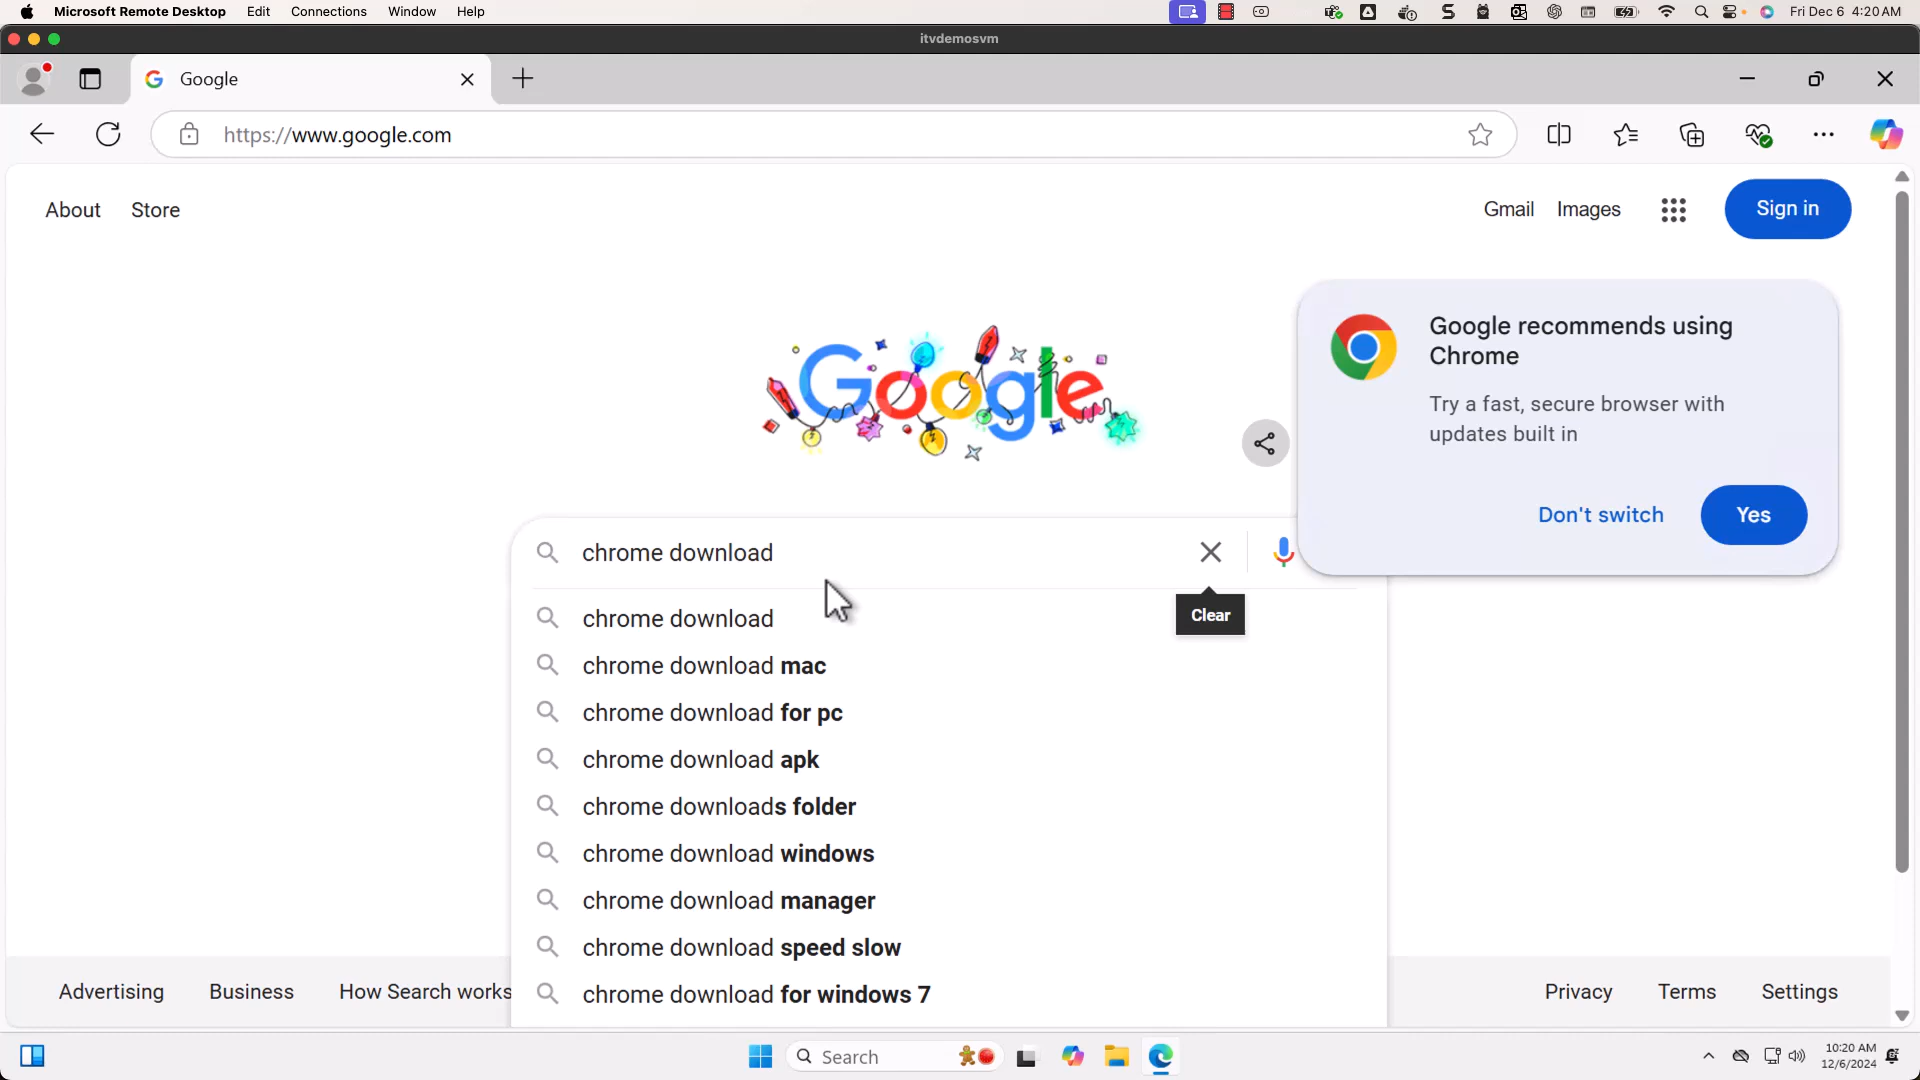 Microsoft Remote Desktop Edit Connections Window Help Fri Dec 6 4:20 AM
itvdemosvm
Google
https://www.google.com
About Store Gmail Images Sign in
Google
Google recommends using
Chrome
Try a fast, secure browser with
updates built in
Don't switch Yes
chrome download
Clear
chrome download
chrome download mac
chrome download for pc
chrome download apk
chrome downloads folder
chrome download windows
chrome download manager
chrome download speed slow
chrome download for windows 7
Advertising Business How Search works Privacy Terms Settings
Search 10:20 AM
12/6/2024